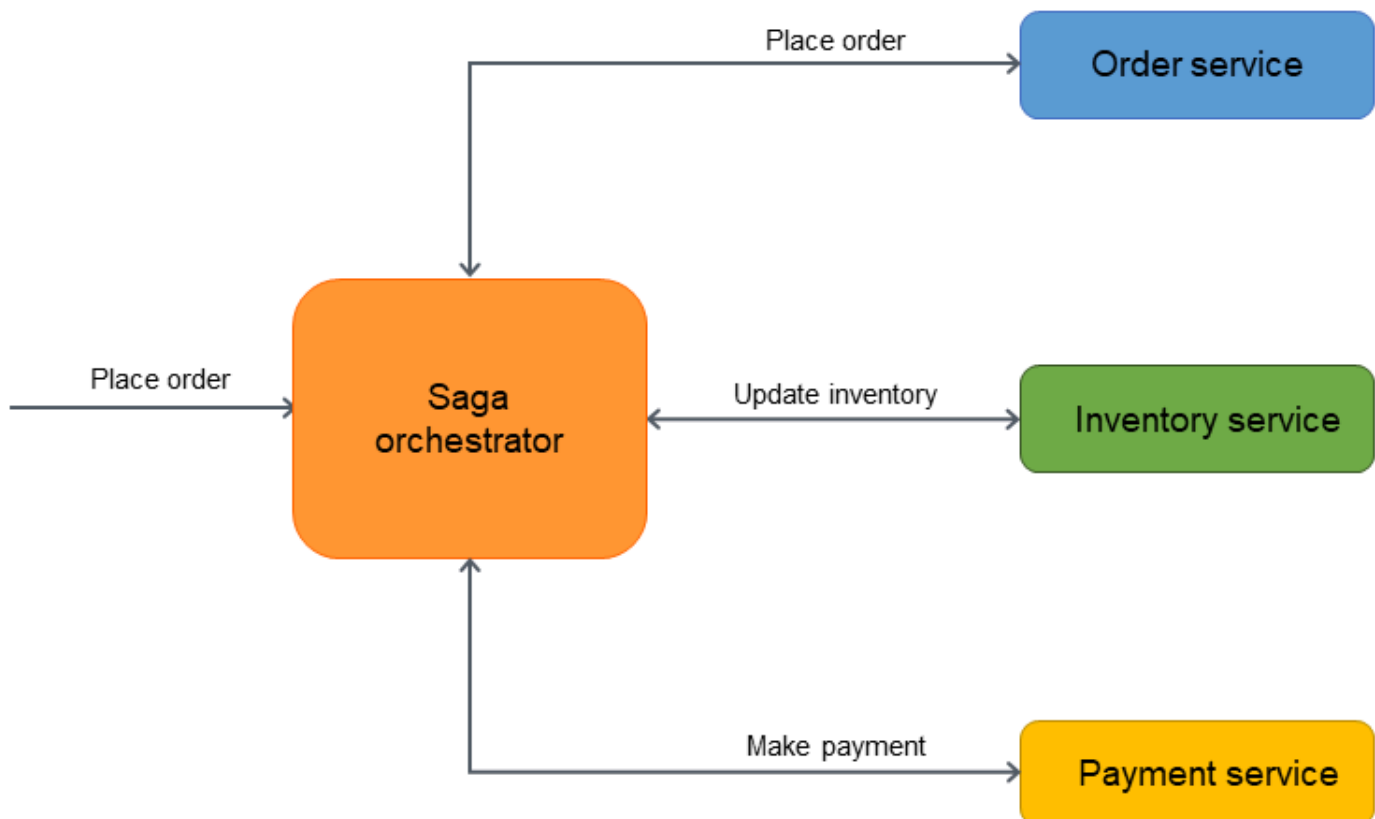 Place order
Order service
Place order
Saga
orchestrator
Update inventory
Inventory service
Make payment
Payment service